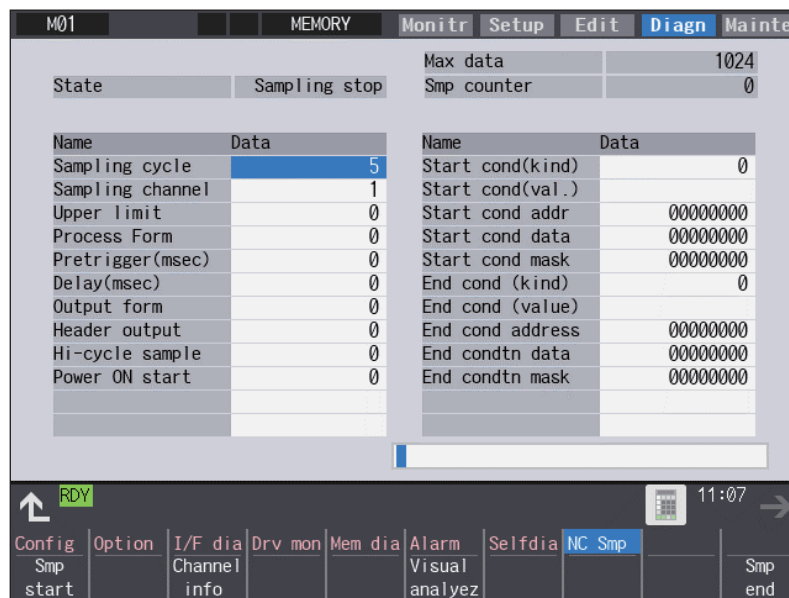 M01 MEMORY Monitr Setup Edit Diagn Mainte
Max data 1024
State Sampling stop Smp counter 0
Name Data Name Data
Sampling cycle 5 Start cond(kind) 0
Sampling channel 1 Start cond(val.)
Upper limit 0 Start cond addr 00000000
Process Form 0 Start cond data 00000000
Pretrigger(msec) 0 Start cond mask 00000000
Delay(msec) 0 End cond (kind) 0
Output form 0 End cond (value)
Header output 0 End cond address 00000000
Hi-cycle sample 0 End condtn data 00000000
Power ON start 0 End condtn mask 00000000
RDY 11:07
Config Option I/F dia Drv mon Mem dia Alarm Selfdia NC Smp
Smp Channel Visual Smp
start info analyez end